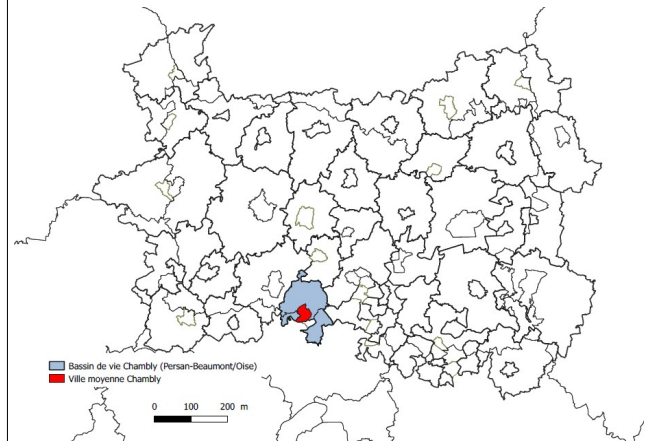 Bassin de vie Chambly (Persan-Beaumont/Oise)
Ville moyenne Chambly
0 100 200 m